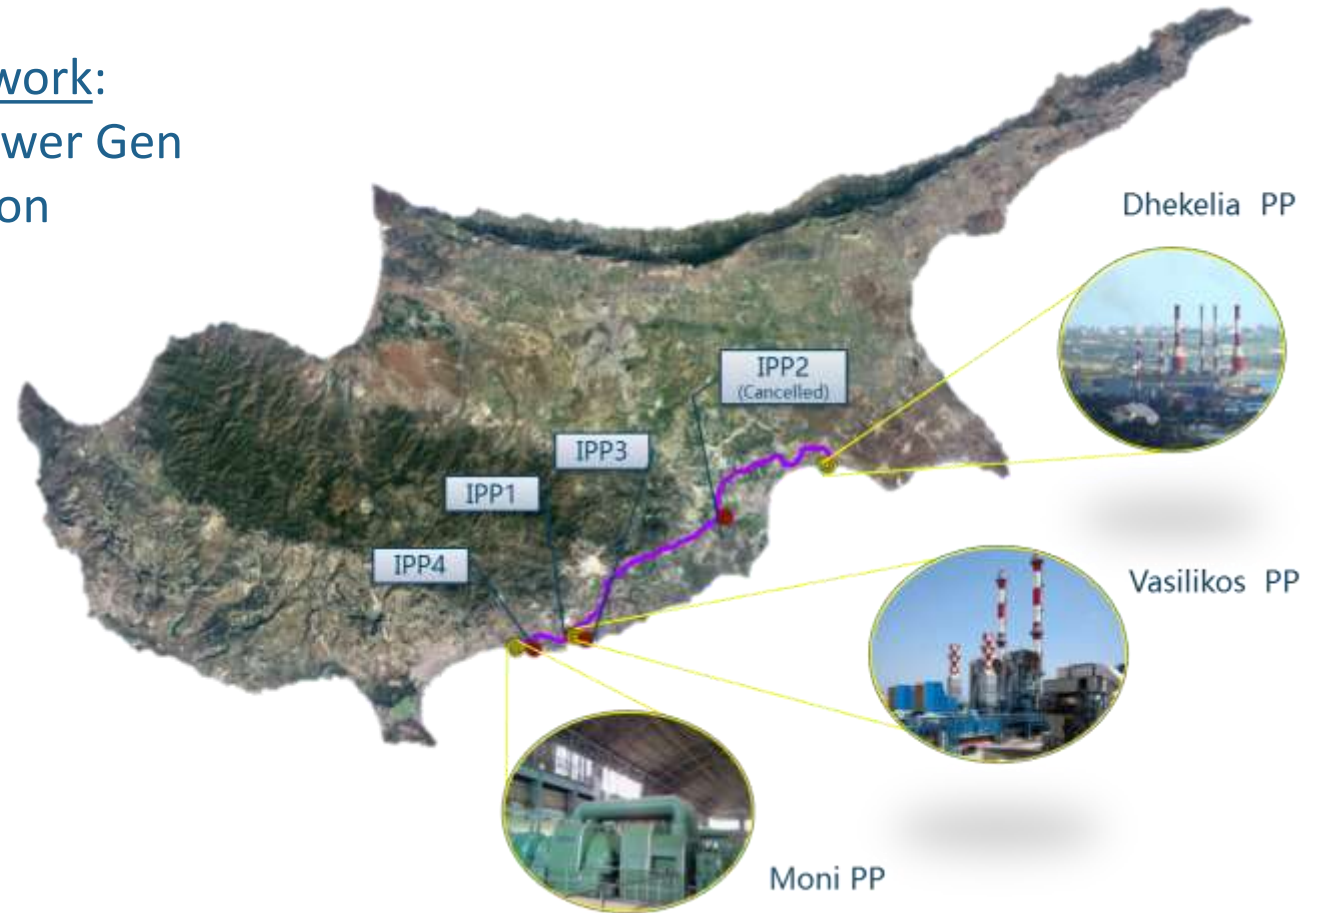 work:
wer Gen
on
Dhekelia PP
IPP2
(Cancelled)
IPP3
IPP1
IPP4
Vasilikos PP
Moni PP